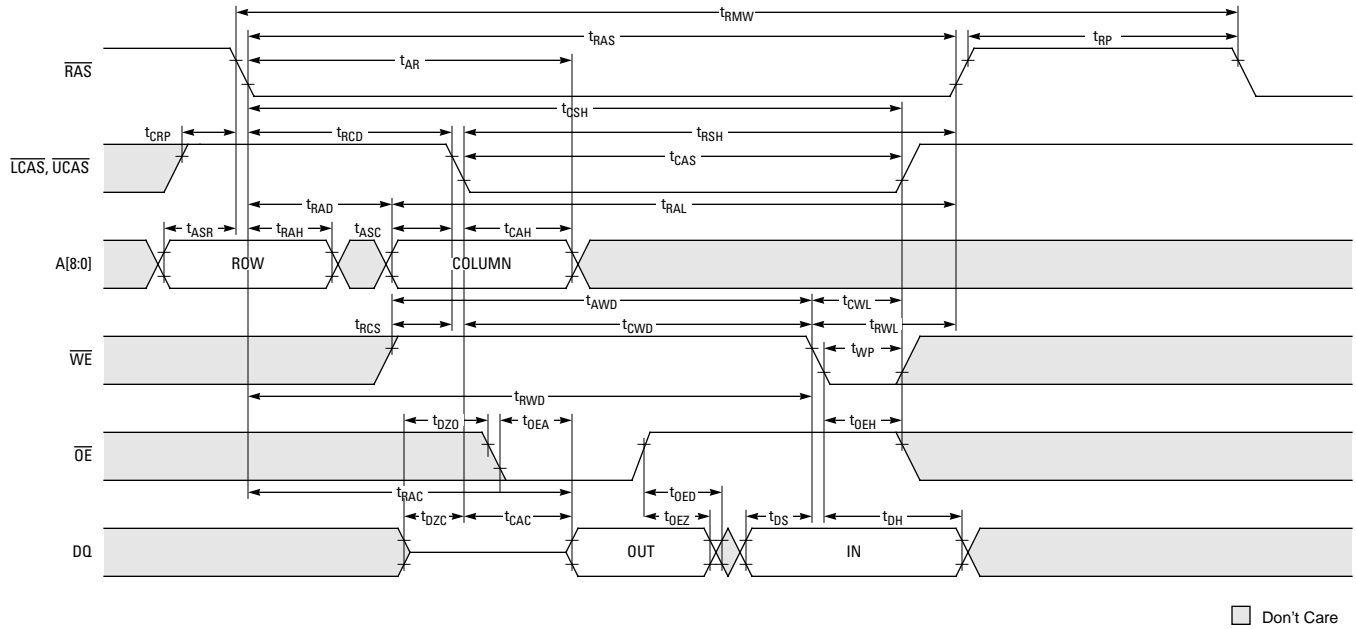 tRMW
tRAS
tRP
tAR
RAS
tCSH
tCRP
tRCD
tRSH
tCAS
LCAS, UCAS
tRAD
tRAL
tASR
tRAH
tASC
tCAH
A[8:0]
ROW
COLUMN
tAWD
tCWL
tRCS
tCWD
tRWL
WE
tWP
tRWD
tDZO
tOEA
tOEH
OE
tRAC
tOED
tDZC
tCAC
tOEZ
tDS
tDH
DQ
OUT
IN
Don't Care